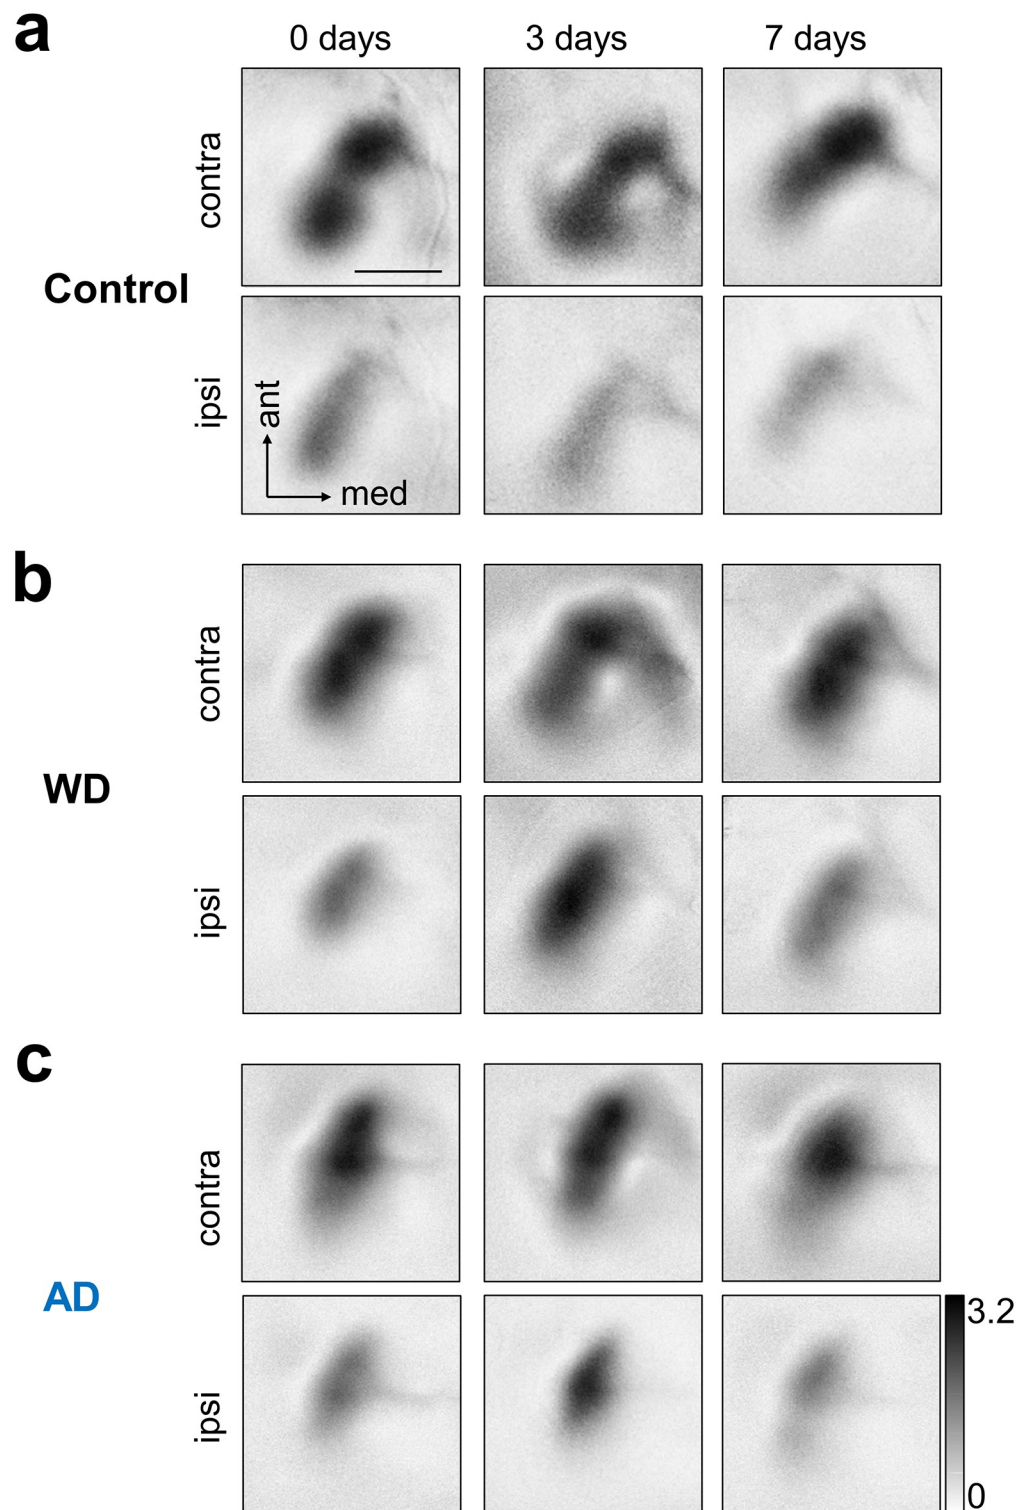 a
0 days 3 days 7 days
contra
Control
ipsi
ant
med
b
contra
WD
ipsi
c
contra
AD
ipsi
3.2
0